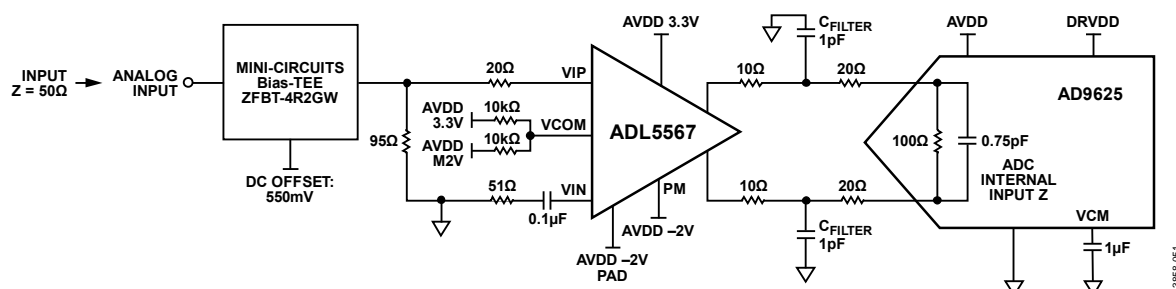 INPUT
Z = 50Ω
ANALOG
INPUT
MINI-CIRCUITS
Bias-TEE
ZFBT-4R2GW
DC OFFSET:
550mV
95Ω
20Ω
VIP
AVDD
3.3V
10kΩ
VCOM
10kΩ
AVDD
M2V
51Ω
VIN
0.1µF
AVDD 3.3V
ADL5567
PM
AVDD –2V
AVDD –2V
PAD
CFILTER
1pF
10Ω
20Ω
10Ω
20Ω
CFILTER
1pF
AVDD
DRVDD
AD9625
100Ω
0.75pF
ADC
INTERNAL
INPUT Z
VCM
1µF